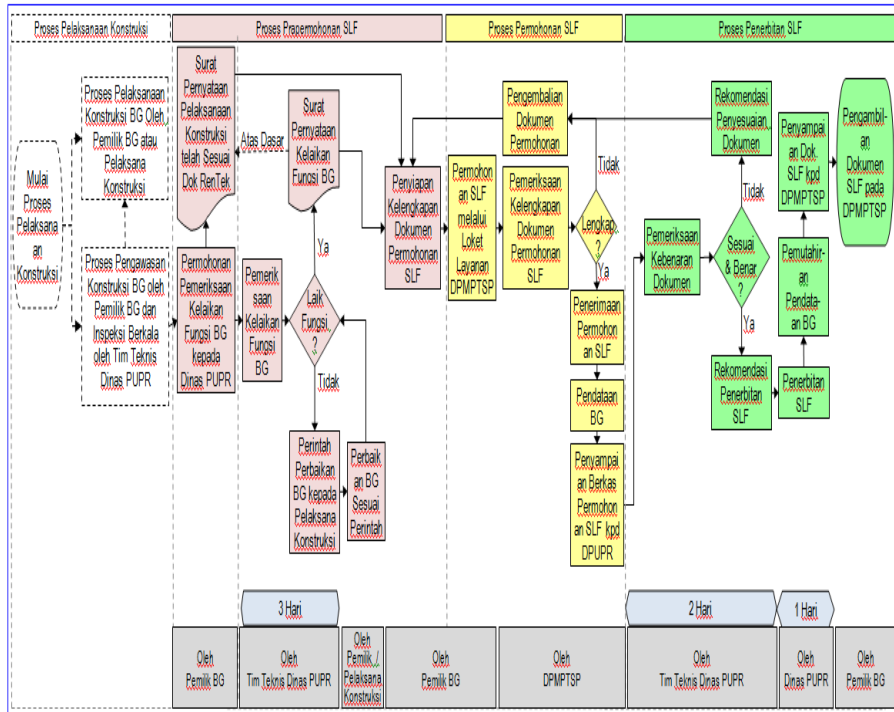 Proses Pelaksanaan Konstruksi
Proses Prapermohonan SLF
Proses Permohonan SLF
Proses Penerbitan SLF
Mulai
Proses
Pelaksana
an
Konstruksi
Proses Pelaksanaan
Konstruksi BG Oleh
Pemilik BG atau
Pelaksana
Konstruksi
Proses Pengawasan
Konstruksi BG oleh
Pemilik BG dan
Inspeksi Berkala
oleh Tim Teknis
Dinas PUPR
Surat
Pernyataan
Pelaksanaan
Konstruksi
telah Sesuai
Dok RenTek
Permohonan
Pemeriksaan
Kelaikan
Fungsi BG
kepada
Dinas PUPR
Atas Dasar
Surat
Pernyataan
Kelaikan
Fungsi BG
Ya
Pemerik
saan
Kelaikan
Fungsi
BG
Laik
Fungsi
?
Tidak
Perintah
Perbaikan
BG kepada
Pelaksana
Konstruksi
Perbaik
an BG
Sesuai
Perintah
Penyiapan
Kelengkapan
Dokumen
Permohonan
SLF
Pengembalian
Dokumen
Permohonan
Permohon
an SLF
melalui
Loket
Layanan
DPMPTSP
Pemeriksaan
Kelengkapan
Dokumen
Permohonan
SLF
Tidak
Lengkap
?
Ya
Penerimaan
Permohon
an SLF
Pendataan
BG
Penyampai
an Berkas
Permohon
an SLF kpd
DPUPR
Pemeriksaan
Kebenaran
Dokumen
Rekomendasi
Penyesuaian
Dokumen
Tidak
Sesuai
& Benar
?
Ya
Rekomendasi
Penerbitan
SLF
Penerbitan
SLF
Pemutahir-
an
Pendata-
an BG
Penyampai
an Dok.
SLF kpd
DPMPTSP
Pengambil-
an
Dokumen
SLF pada
DPMPTSP
3 Hari
2 Hari
1 Hari
Oleh
Pemilik BG
Oleh
Tim Teknis Dinas PUPR
Oleh
Pemilik /
Pelaksana
Konstruksi
Oleh
Pemilik BG
Oleh
DPMPTSP
Oleh
Tim Teknis Dinas PUPR
Oleh
Dinas PUPR
Oleh
Pemilik BG